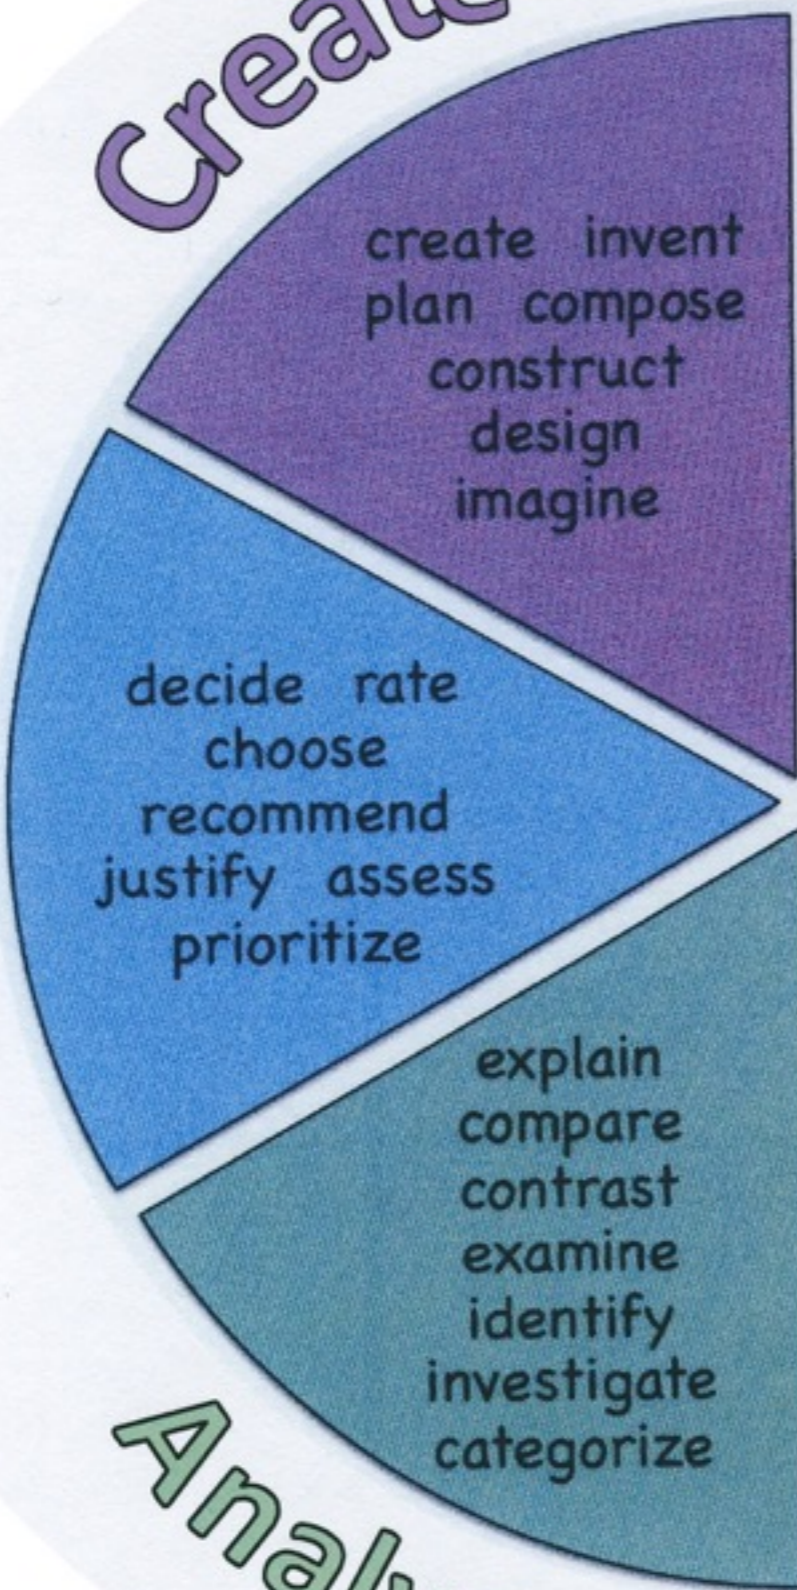 Create
create invent
plan compose
construct
design
imagine
decide rate
choose
recommend
justify assess
prioritize
explain
compare
contrast
examine
identify
investigate
categorize